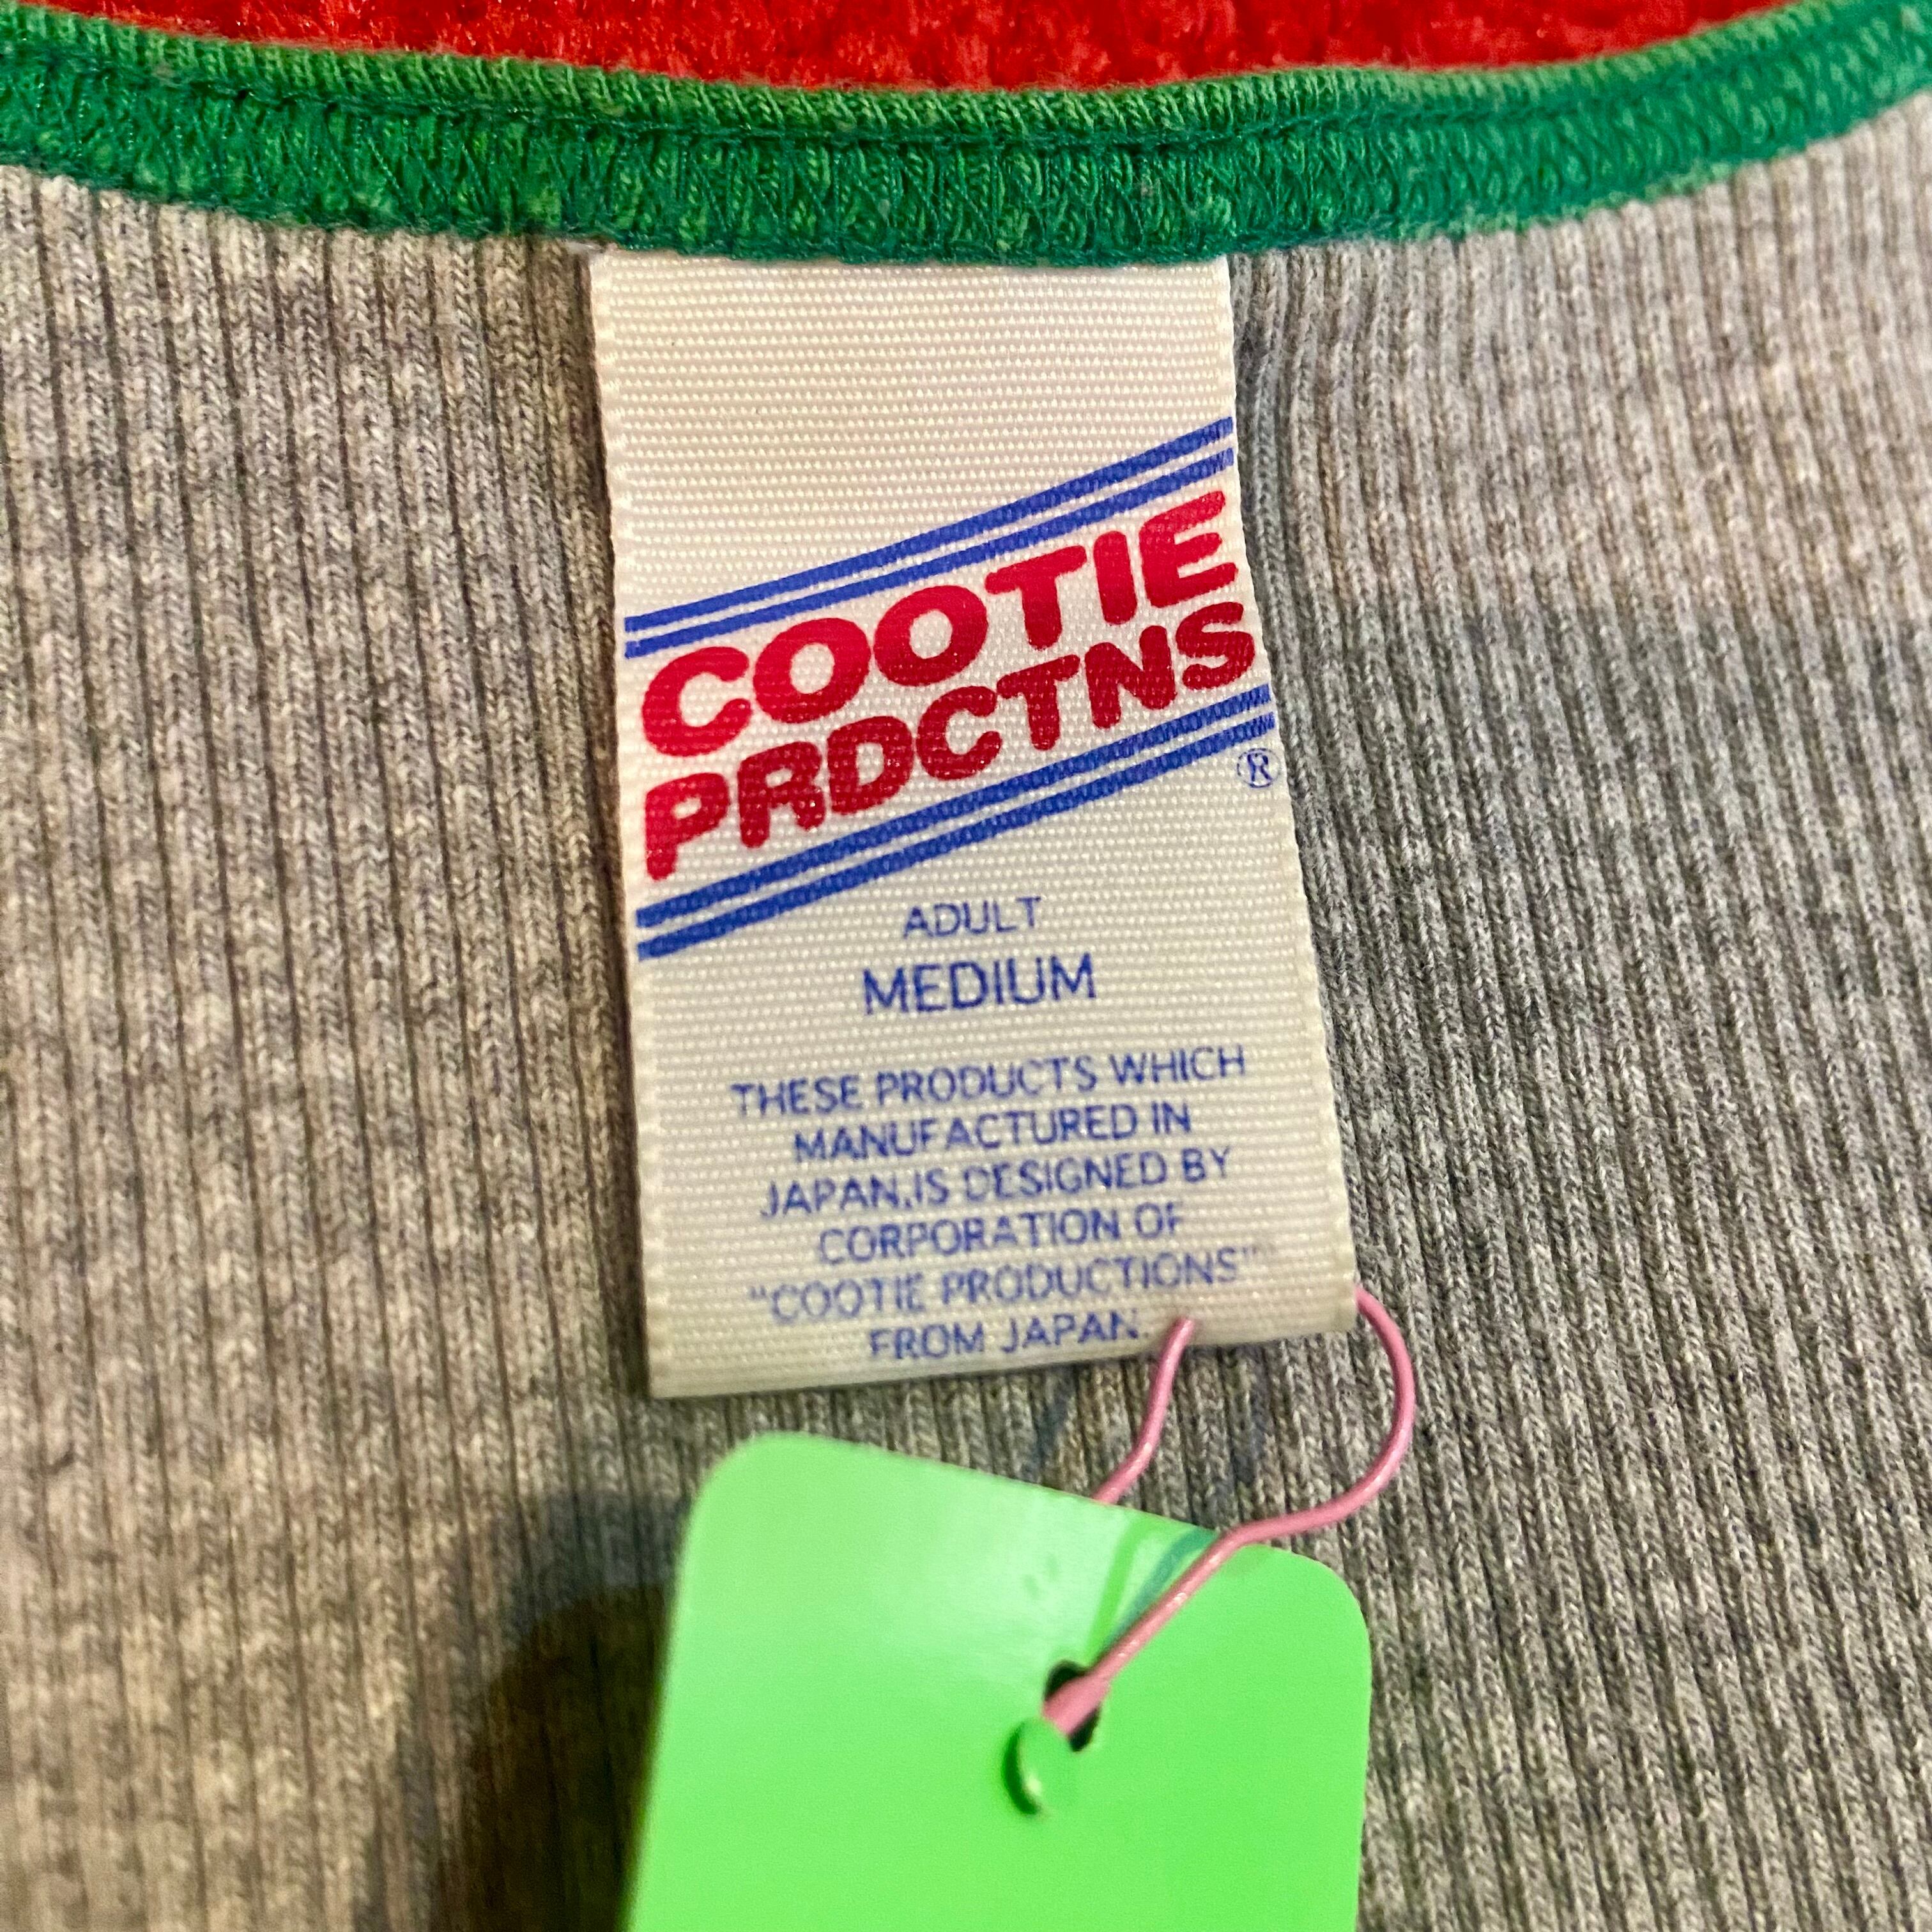 COOTIE
PRDCTNS
®
ADULT
MEDIUM
THESE PRODUCTS WHICH
MANUFACTURED IN
JAPAN,IS DESIGNED BY
CORPORATION OF
"COOTIE PRODUCTIONS"
FROM JAPAN.